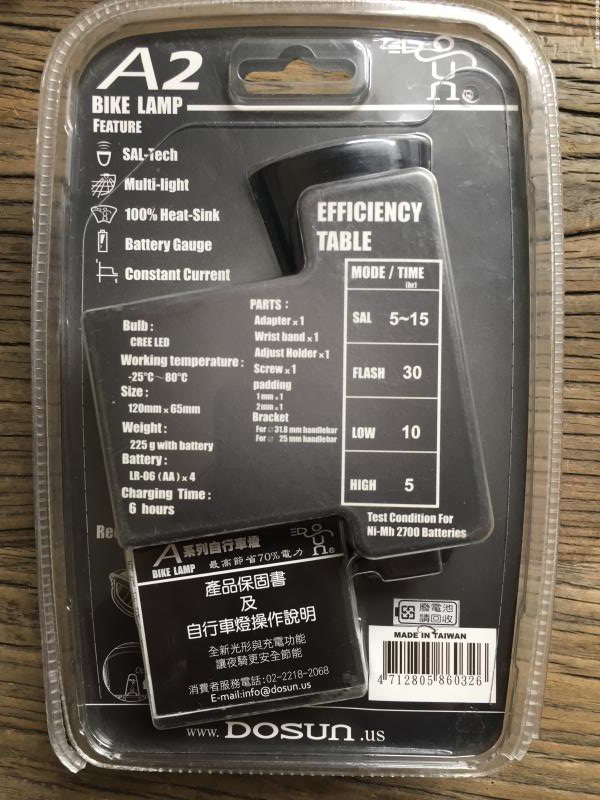 A2
BIKE LAMP
FEATURE
SAL-Tech
Multi-light
100% Heat-Sink
Battery Gauge
Constant Current
EFFICIENCY
TABLE
MODE / TIME
(hr)
SAL 5~15
FLASH 30
LOW 10
HIGH 5
Test Condition For
Ni-Mh 2700 Batteries
Bulb :
CREE LED
Working temperature :
-25°C~80°C
Size :
120mm x 65mm
Weight :
225 g with battery
Battery :
LR-06 (AA) x 4
Charging Time :
6 hours
PARTS :
Adapter x 1
Wrist band x 1
Adjust Holder x 1
Screw x 1
padding
1 mm x 1
2 mm x 1
Bracket
For ⌀ 31.8 mm handlebar
For ⌀ 25 mm handlebar
A系列自行車燈
BIKE LAMP 最高節省70%電力
產品保固書
及
自行車燈操作說明
全新光形與充電功能
讓夜騎更安全節能
消費者服務電話:02-2218-2068
E-mail:info@dosun.us
廢電池
請回收
MADE IN TAIWAN
4 712805 860326
www. DOSUN .us